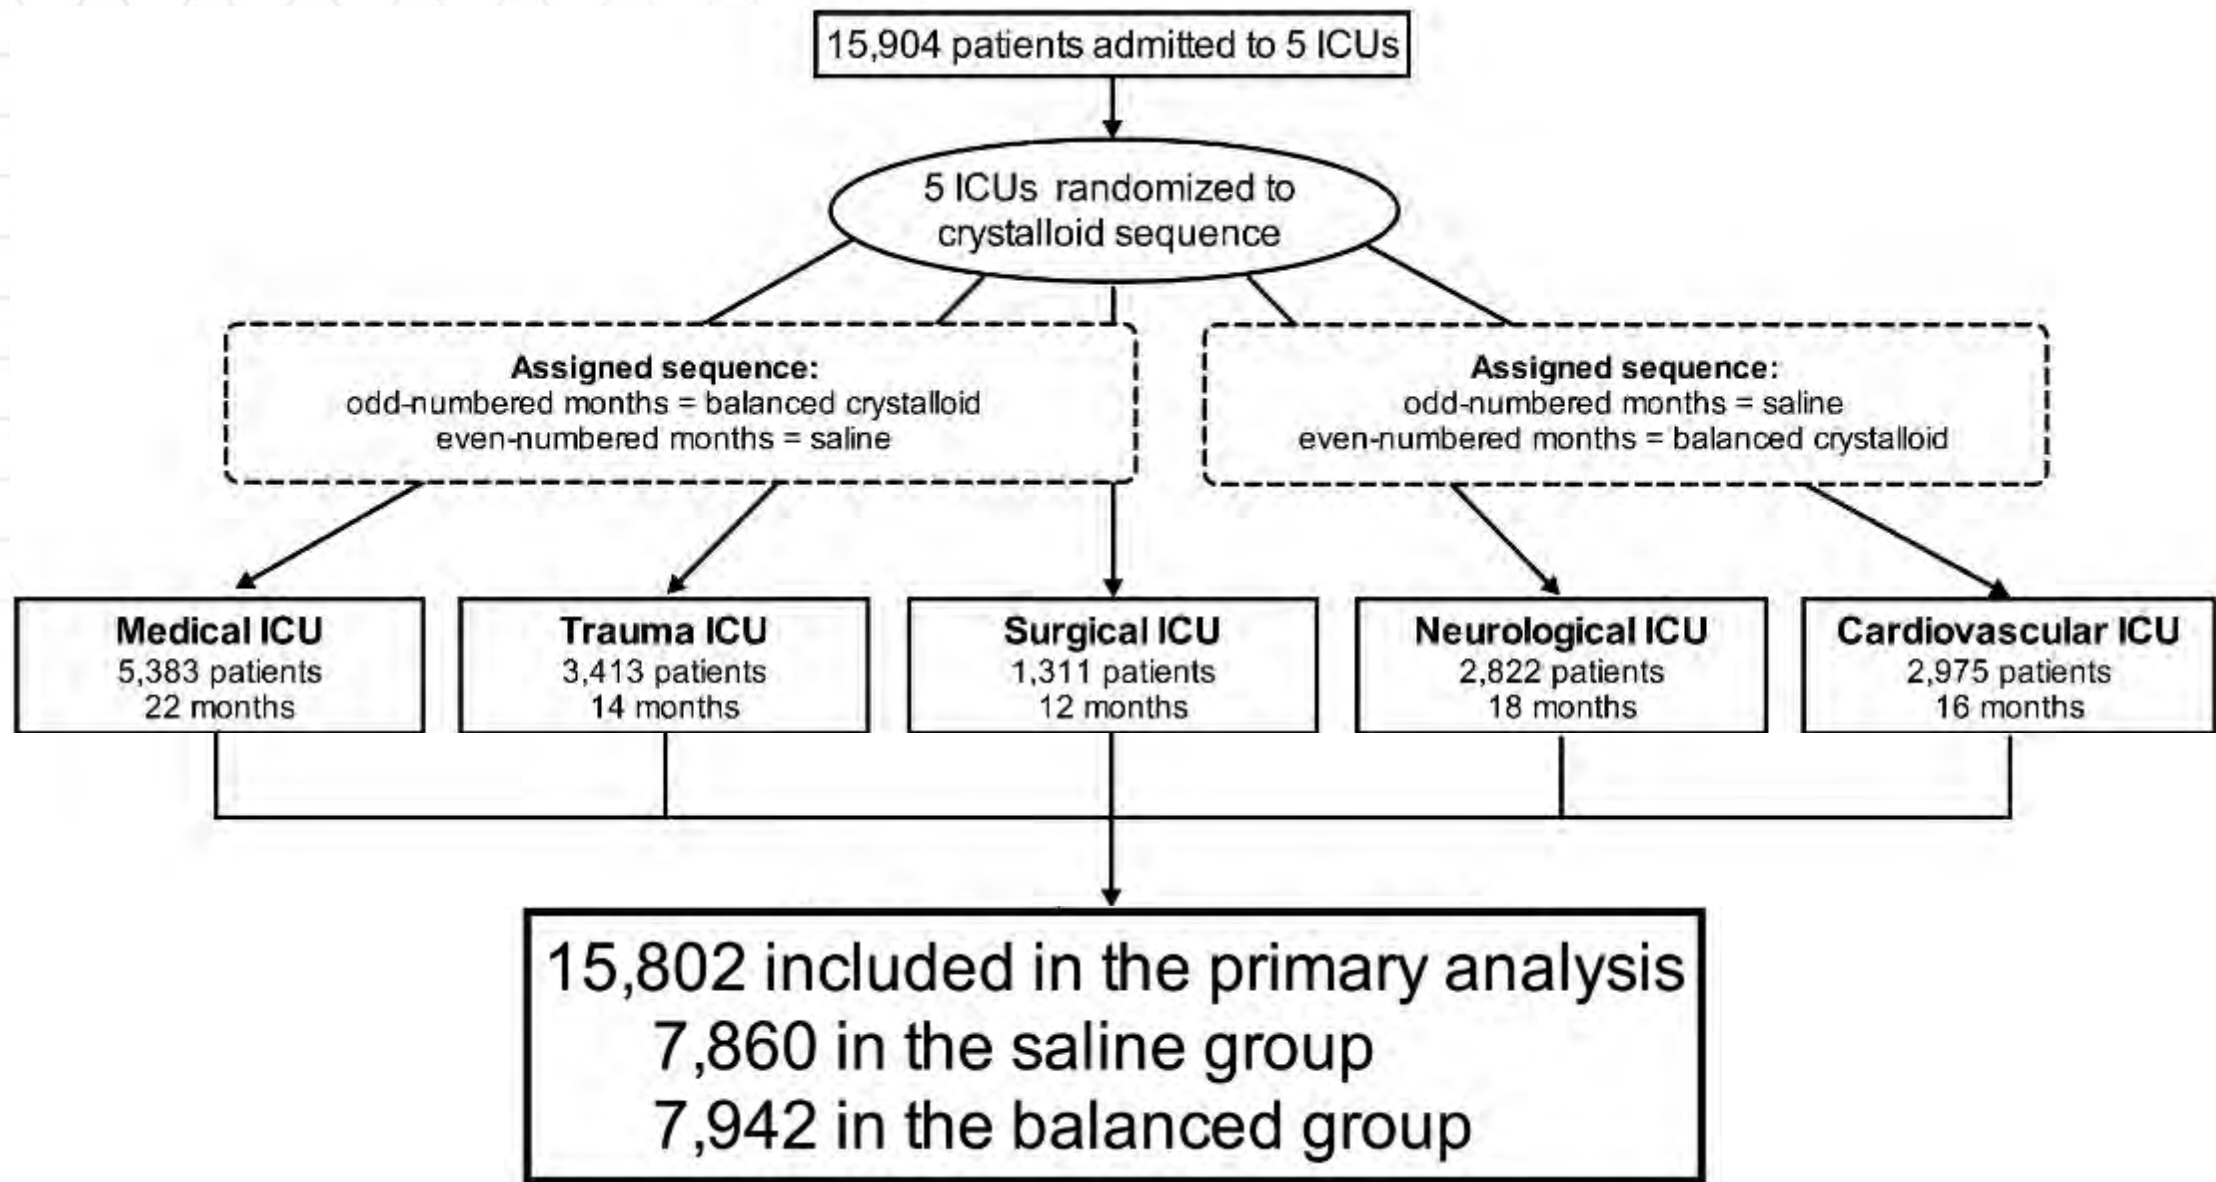 15,904 patients admitted to 5 ICUs
5 ICUs randomized to
crystalloid sequence
Assigned sequence:
odd-numbered months = balanced crystalloid
even-numbered months = saline
Assigned sequence:
odd-numbered months = saline
even-numbered months = balanced crystalloid
Medical ICU
5,383 patients
22 months
Trauma ICU
3,413 patients
14 months
Surgical ICU
1,311 patients
12 months
Neurological ICU
2,822 patients
18 months
Cardiovascular ICU
2,975 patients
16 months
15,802 included in the primary analysis
7,860 in the saline group
7,942 in the balanced group